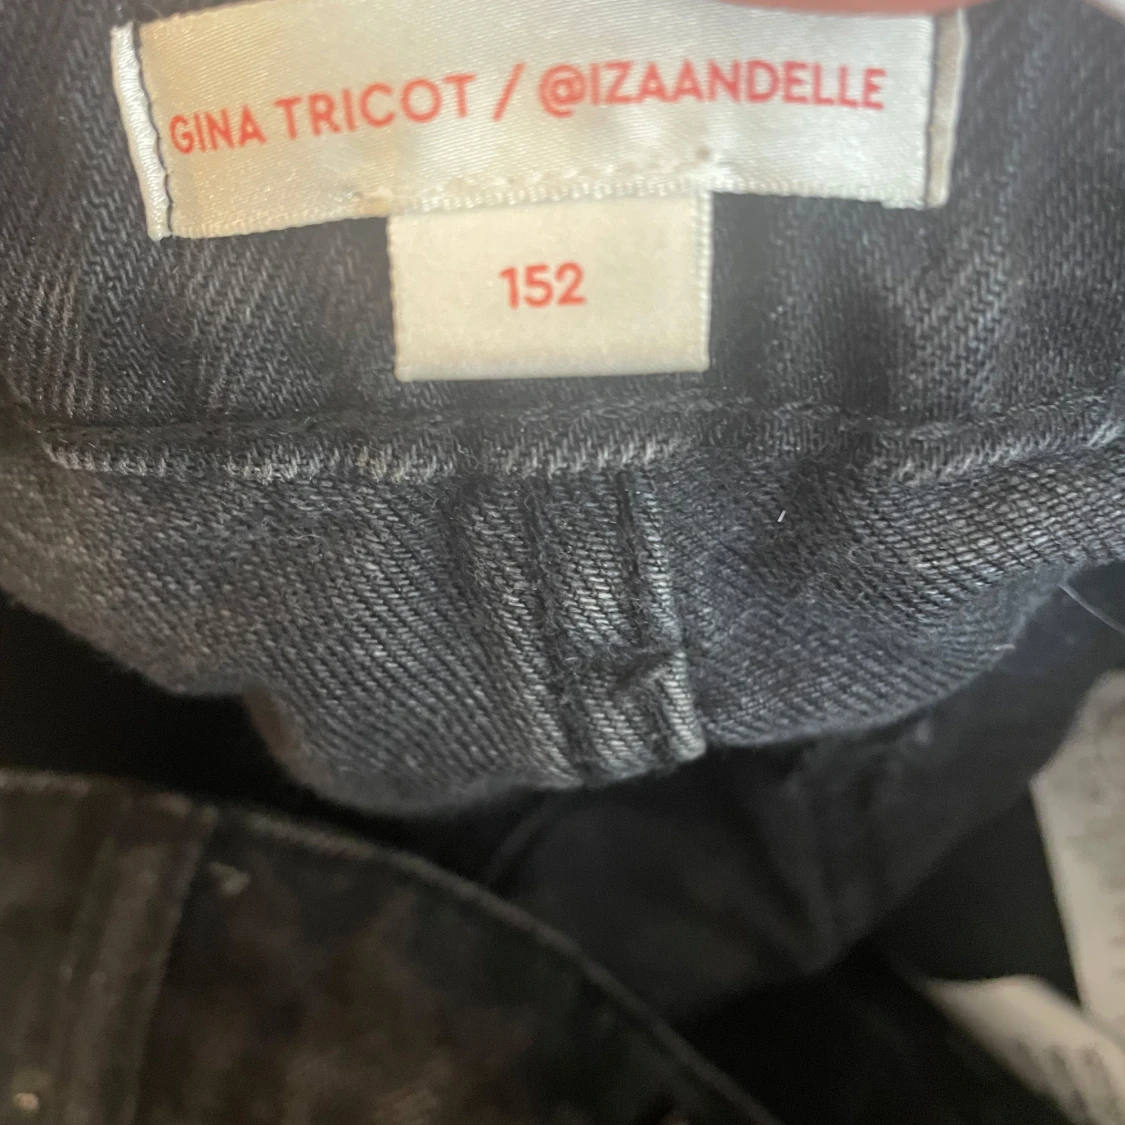 GINA TRICOT / @IZAANDELLE
152